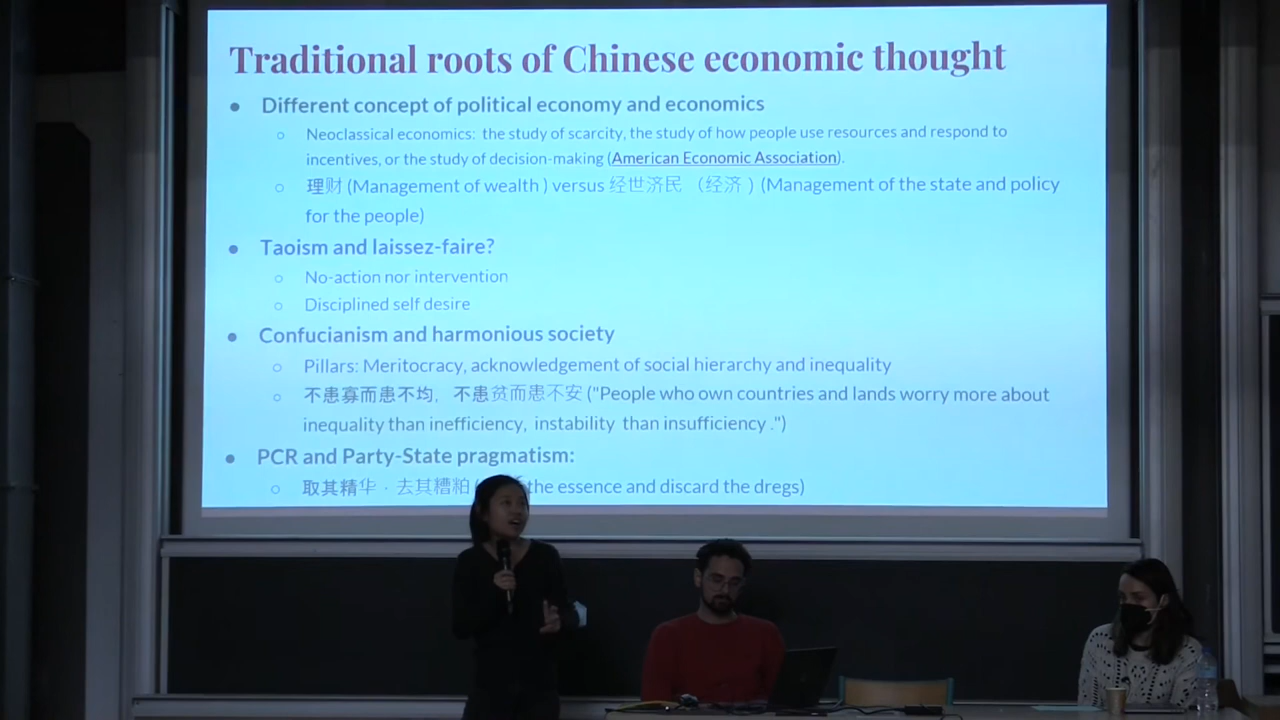 Traditional roots of Chinese economic thought
● Different concept of political economy and economics
○ Neoclassical economics: the study of scarcity, the study of how people use resources and respond to
incentives, or the study of decision-making (American Economic Association).
○ 理财 (Management of wealth ) versus 经世济民 （经济 ) (Management of the state and policy
for the people)
● Taoism and laissez-faire?
○ No-action nor intervention
○ Disciplined self desire
● Confucianism and harmonious society
○ Pillars: Meritocracy, acknowledgement of social hierarchy and inequality
○ 不患寡而患不均，不患贫而患不安 ("People who own countries and lands worry more about
inequality than inefficiency, instability than insufficiency .")
● PCR and Party-State pragmatism:
○ 取其精华 · 去其糟粕 ( the essence and discard the dregs)